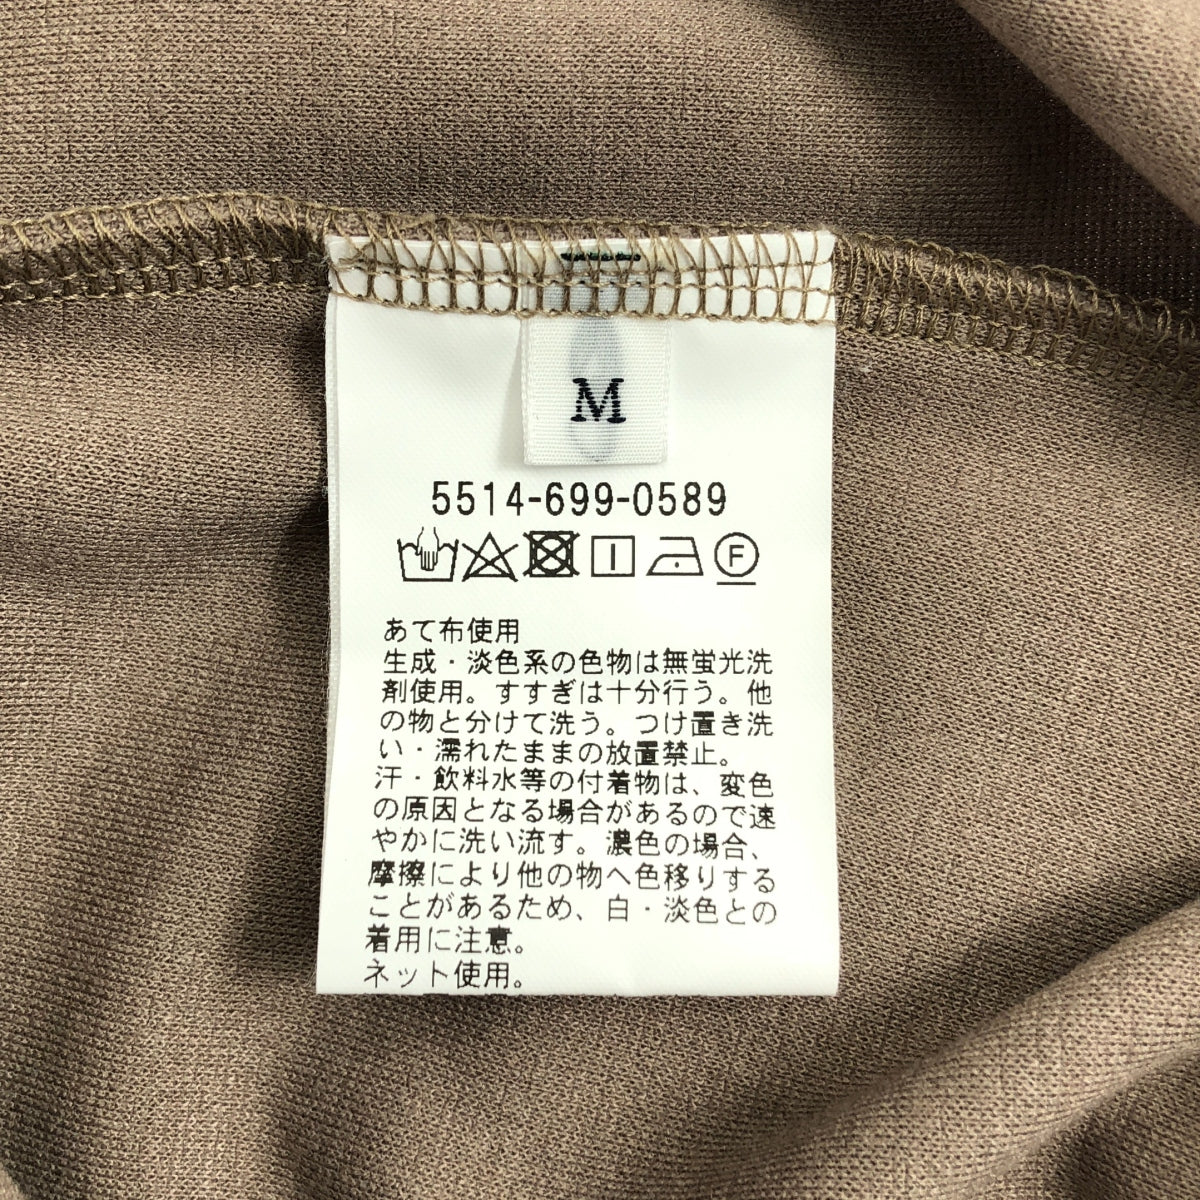 M
5514-699-0589
F
あて布使用
生成・淡色系の色物は無蛍光洗
剤使用。すすぎは十分行う。他
の物と分けて洗う。つけ置き洗
い・濡れたままの放置禁止。
汗・飲料水等の付着物は、変色
の原因となる場合があるので速
やかに洗い流す。濃色の場合、
摩擦により他の物へ色移りする
ことがあるため、白・淡色との
着用に注意。
ネット使用。